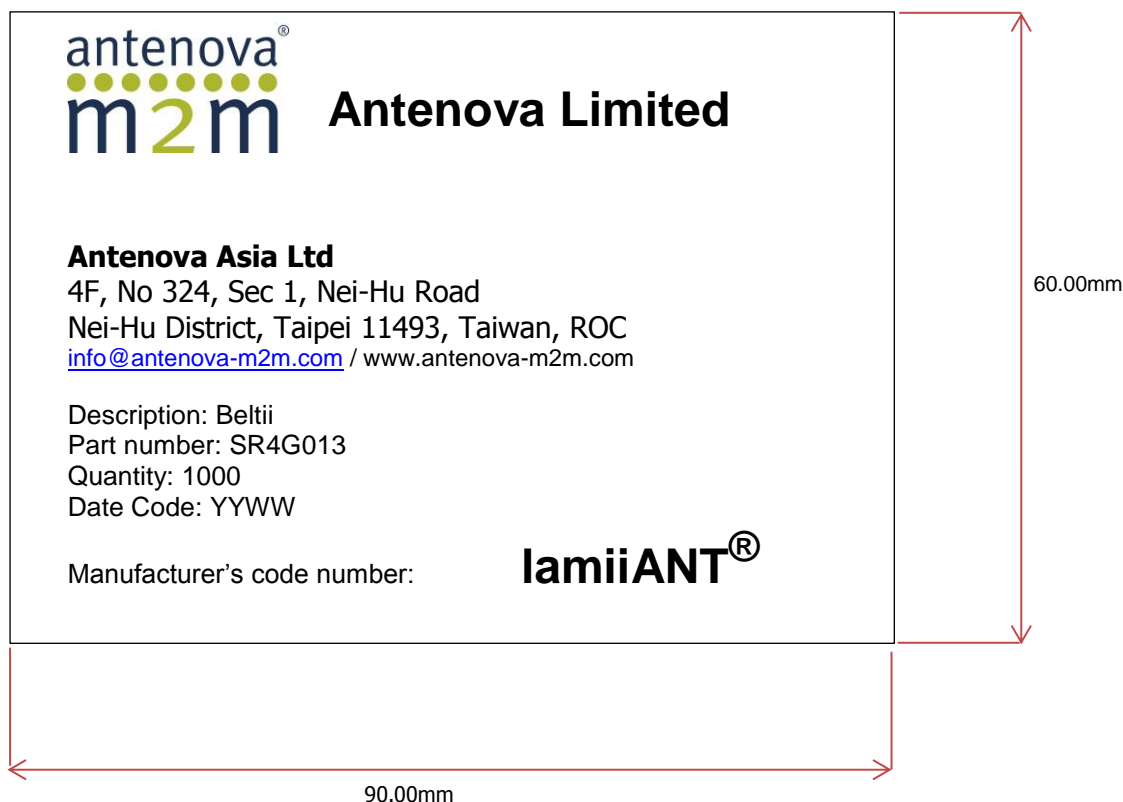 antenova®
m2m
Antenova Limited
Antenova Asia Ltd
4F, No 324, Sec 1, Nei-Hu Road
Nei-Hu District, Taipei 11493, Taiwan, ROC
info@antenova-m2m.com / www.antenova-m2m.com
60.00mm
Description: Beltii
Part number: SR4G013
Quantity: 1000
Date Code: YYWW
Manufacturer’s code number: lamiiANT®
90.00mm